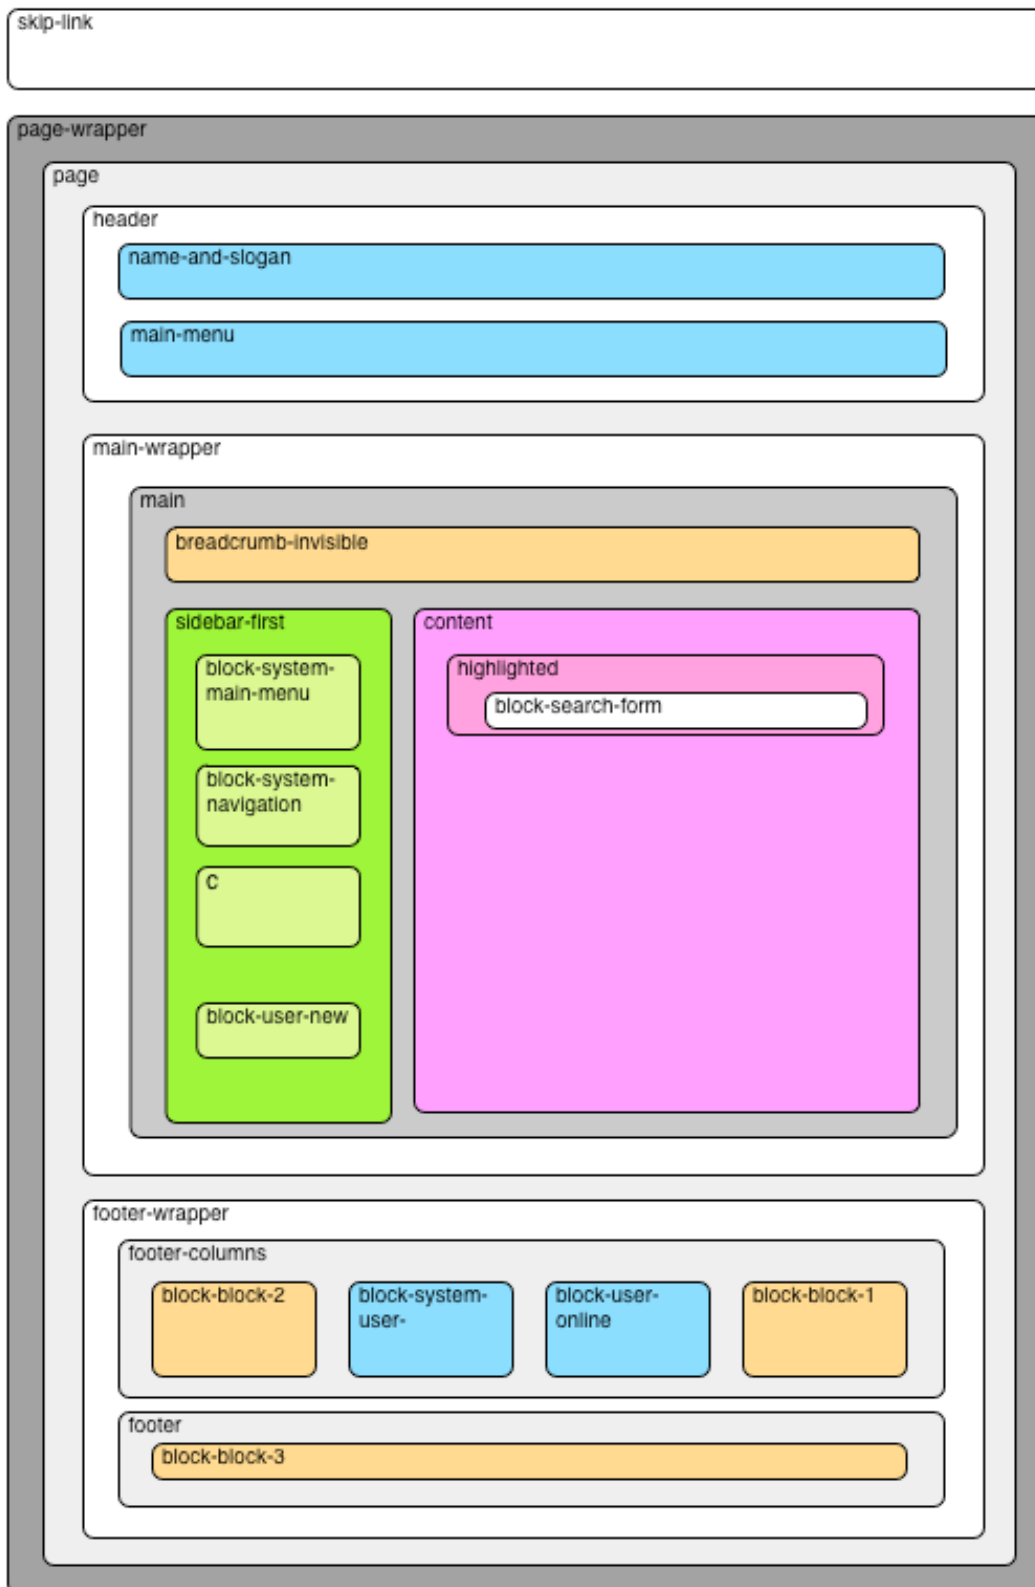 skip-link
page-wrapper
page
header
name-and-slogan
main-menu
main-wrapper
main
breadcrumb-invisible
sidebar-first
block-system-
main-menu
block-system-
navigation
C
block-user-new
content
highlighted
block-search-form
footer-wrapper
footer-columns
block-block-2
block-system-
user-
block-user-
online
block-block-1
footer
block-block-3